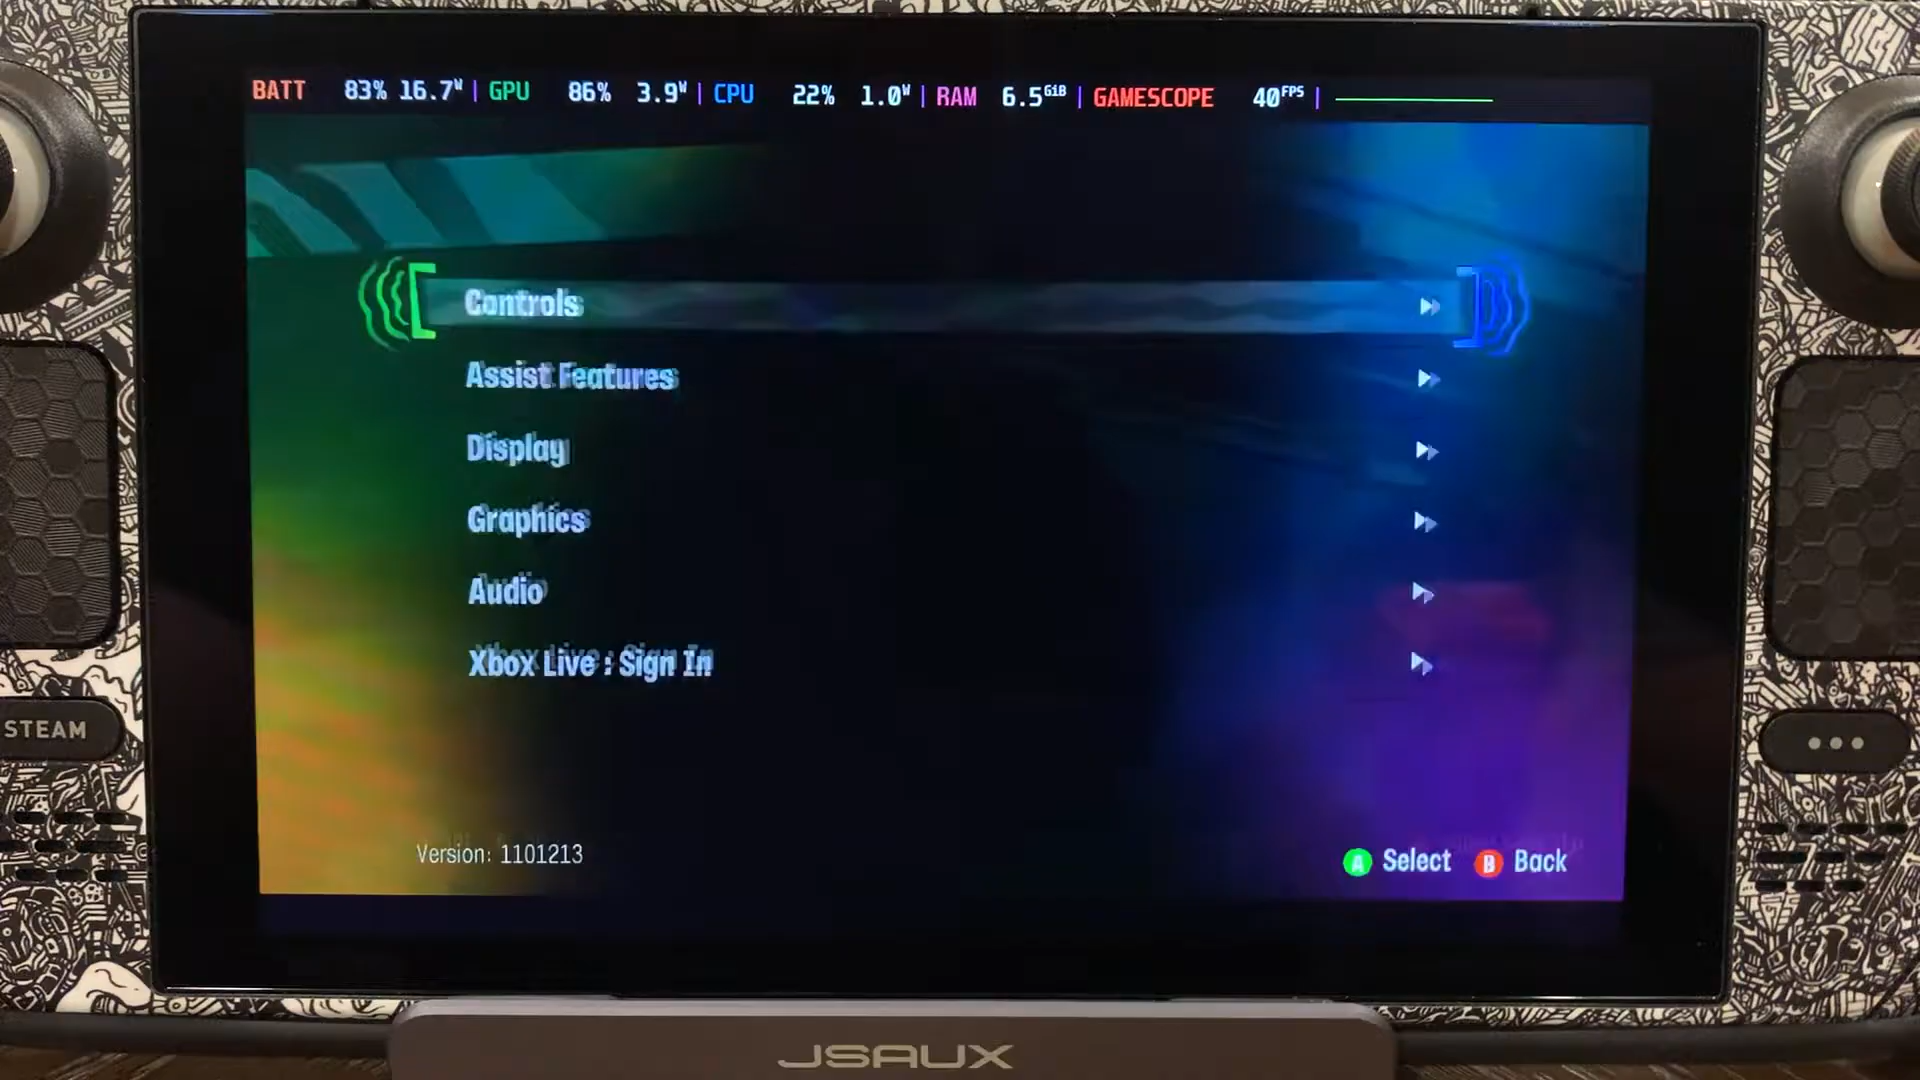 BATT 83% 16.7W | GPU 86% 3.9W | CPU 22% 1.0W | RAM 6.5GiB | GAMESCOPE 40FPS |
Controls
Assist Features
Display
Graphics
Audio
Xbox Live : Sign In
STEAM
Version: 1101213
A Select B Back
JSAUX